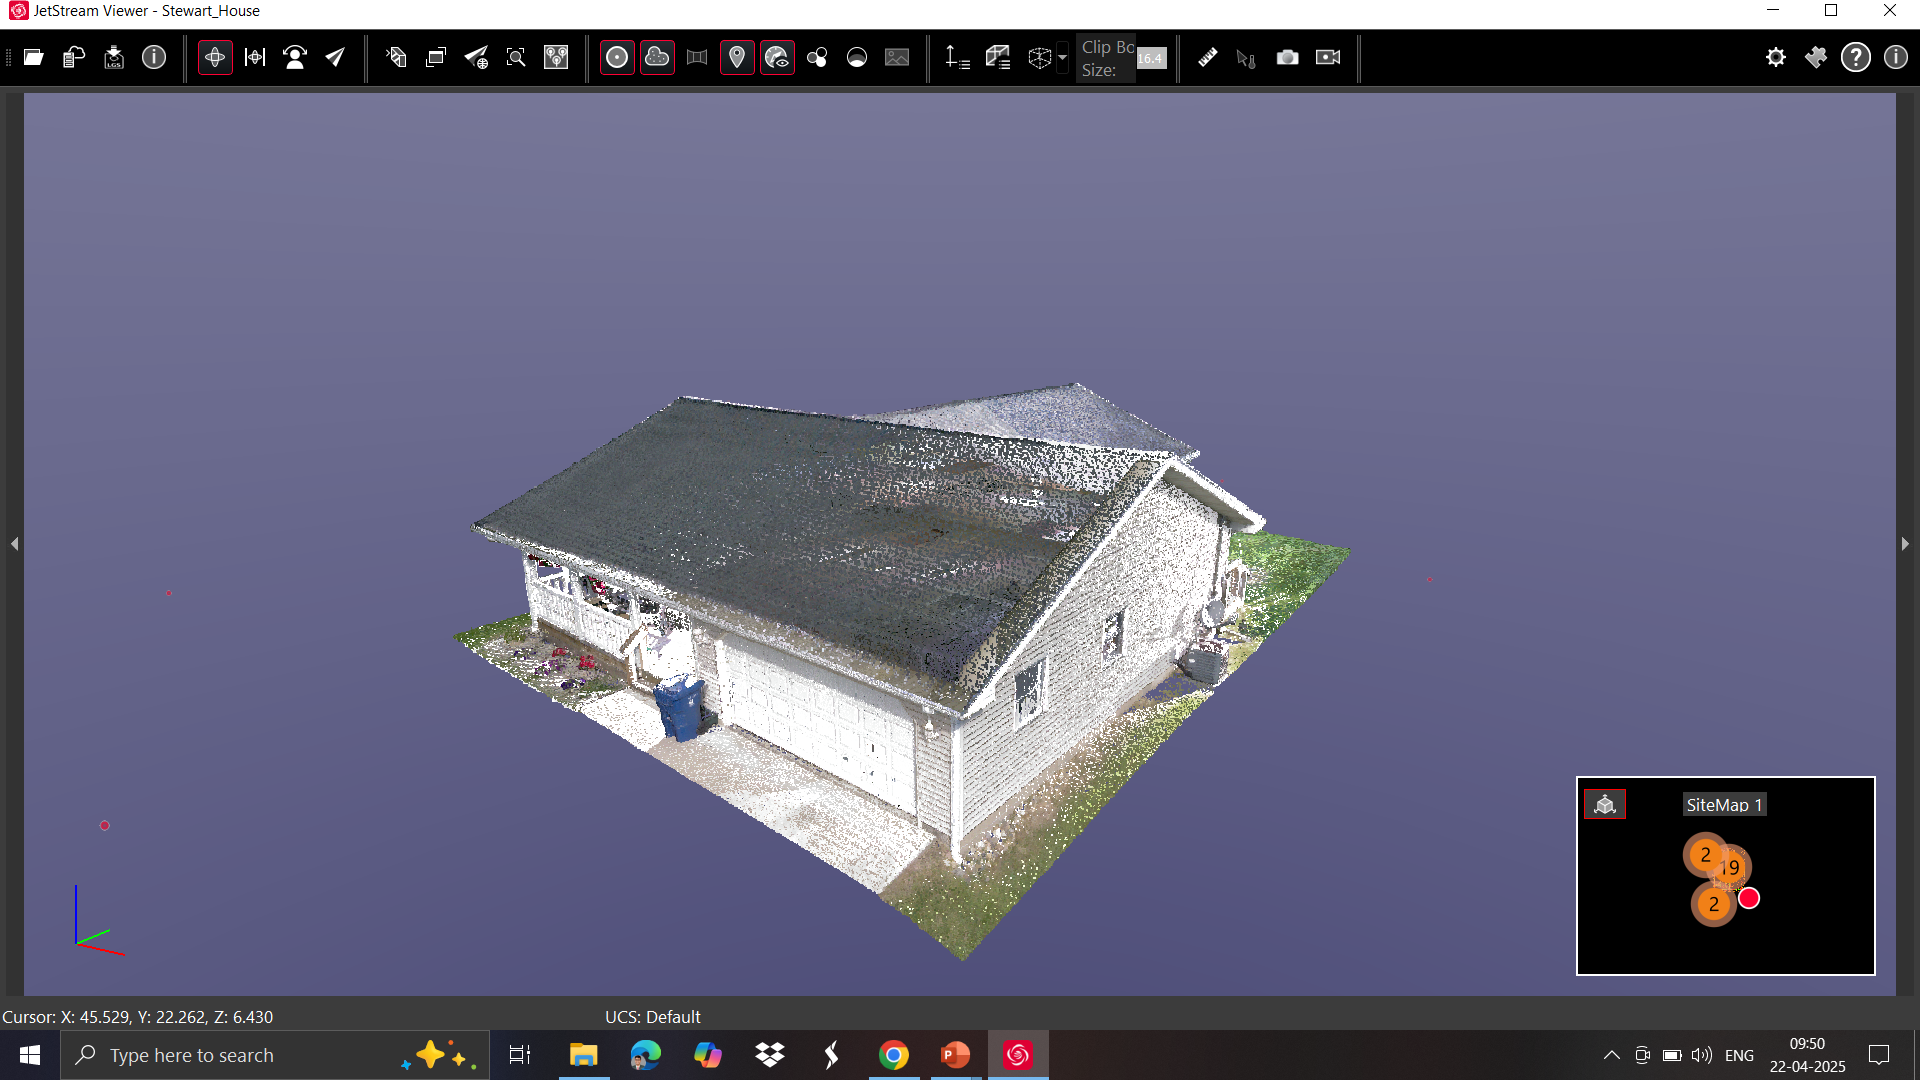 JetStream Viewer - Stewart_House
LGS
Clip Bo
Size:
16.4
SiteMap 1
2
19
2
Cursor: X: 45.529, Y: 22.262, Z: 6.430
UCS: Default
Type here to search
P
ENG
09:50
22-04-2025